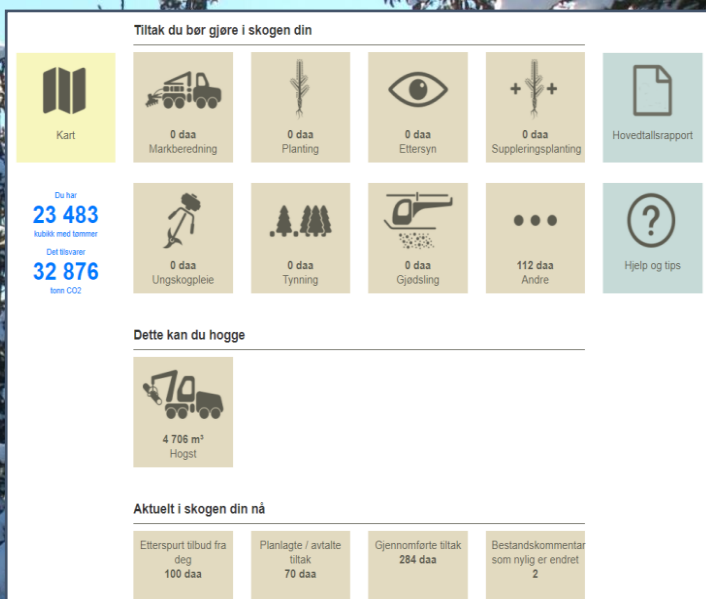 Tiltak du bør gjøre i skogen din
Kart
0 daa
Markberedning
0 daa
Planting
0 daa
Ettersyn
0 daa
Suppleringsplanting
Hovedtallsrapport
Du har
23 483
kubikk med tømmer
Det tilsvarer
32 876
tonn CO2
0 daa
Ungskogpleie
0 daa
Tynning
0 daa
Gjødsling
112 daa
Andre
Hjelp og tips
Dette kan du hogge
4 706 m³
Hogst
Aktuelt i skogen din nå
Etterspurt tilbud fra
deg
100 daa
Planlagte / avtalte
tiltak
70 daa
Gjennomførte tiltak
284 daa
Bestandskommentar
som nylig er endret
2